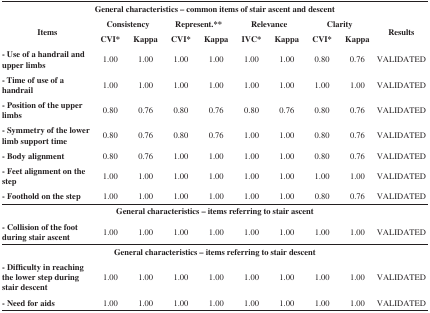 General characteristics – common items of stair ascent and descent
Items Consistency Represent.** Relevance Clarity Results
CVI* Kappa CVI* Kappa IVC* Kappa CVI* Kappa
- Use of a handrail and
upper limbs 1.00 1.00 1.00 1.00 1.00 1.00 0.80 0.76 VALIDATED
- Time of use of a
handrail 1.00 1.00 1.00 1.00 1.00 1.00 1.00 1.00 VALIDATED
- Position of the upper
limbs 0.80 0.76 0.80 0.76 0.80 0.76 0.80 0.76 VALIDATED
- Symmetry of the lower
limb support time 0.80 0.76 0.80 0.76 1.00 1.00 0.80 0.76 VALIDATED
- Body alignment 0.80 0.76 1.00 1.00 1.00 1.00 0.80 0.76 VALIDATED
- Feet alignment on the
step 1.00 1.00 1.00 1.00 1.00 1.00 1.00 1.00 VALIDATED
- Foothold on the step 1.00 1.00 1.00 1.00 1.00 1.00 0.80 0.76 VALIDATED
General characteristics – items referring to stair ascent
- Collision of the foot
during stair ascent 1.00 1.00 1.00 1.00 1.00 1.00 1.00 1.00 VALIDATED
General characteristics – items referring to stair descent
- Difficulty in reaching
the lower step during 1.00 1.00 1.00 1.00 1.00 1.00 1.00 1.00 VALIDATED
stair descent
- Need for aids 1.00 1.00 1.00 1.00 1.00 1.00 1.00 1.00 VALIDATED